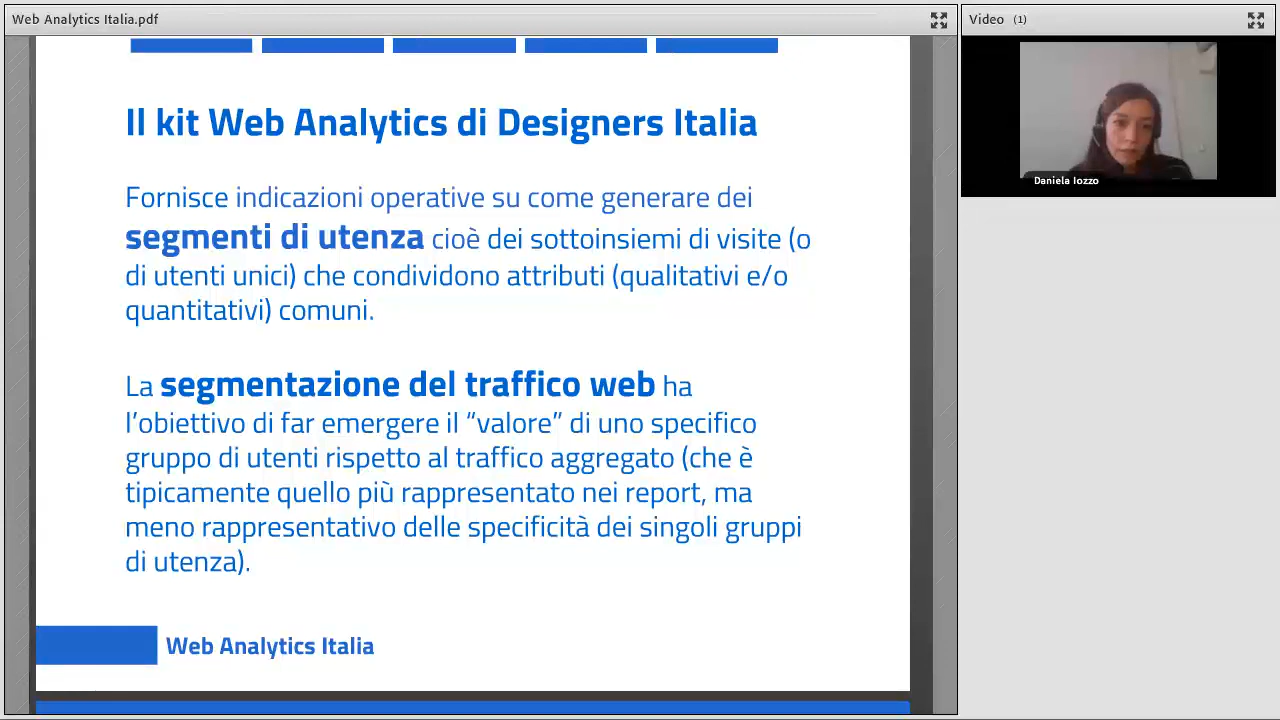 Web Analytics Italia.pdf
Video (1)
Daniela Iozzo
Il kit Web Analytics di Designers Italia
Fornisce indicazioni operative su come generare dei
segmenti di utenza cioè dei sottoinsiemi di visite (o
di utenti unici) che condividono attributi (qualitativi e/o
quantitativi) comuni.
La segmentazione del traffico web ha
l’obiettivo di far emergere il “valore” di uno specifico
gruppo di utenti rispetto al traffico aggregato (che è
tipicamente quello più rappresentato nei report, ma
meno rappresentativo delle specificità dei singoli gruppi
di utenza).
Web Analytics Italia